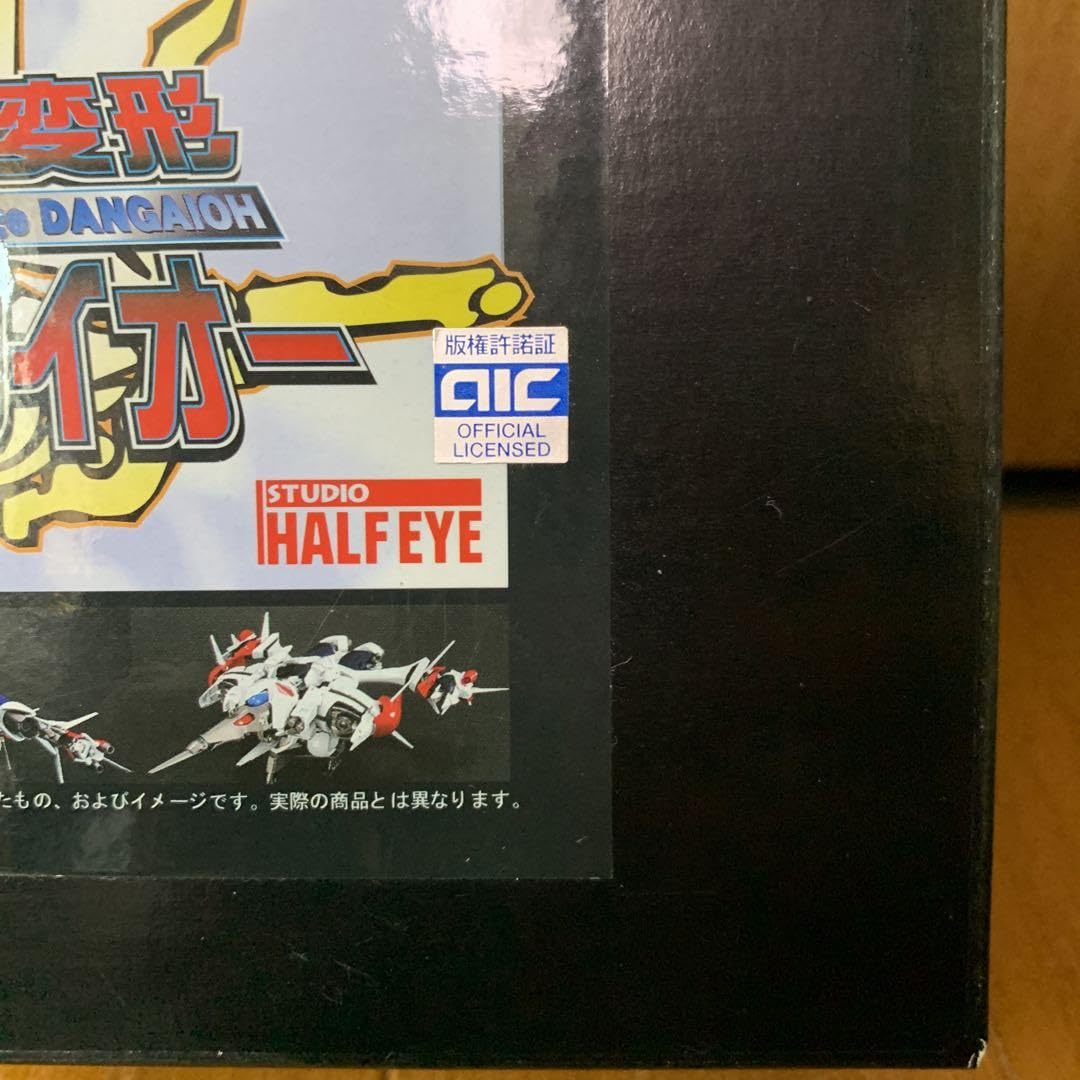 変形
DANGAIOH
イオー
版権許諾証
aic
OFFICIAL
LICENSED
STUDIO
HALF EYE
たもの、およびイメージです。実際の商品とは異なります。